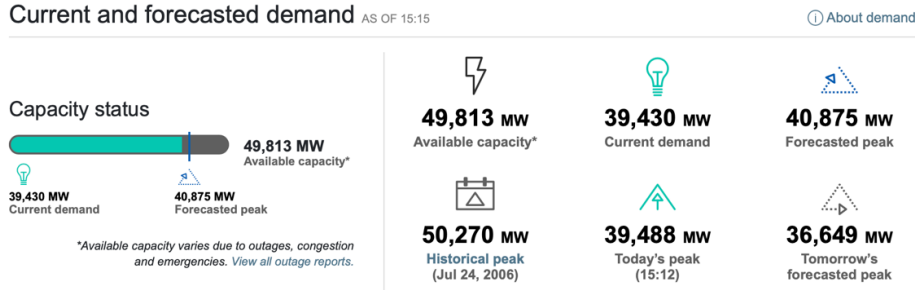 Current and forecasted demand AS OF 15:15
About demand
Capacity status
49,813 MW
Available capacity*
39,430 MW
Current demand
40,875 MW
Forecasted peak
*Available capacity varies due to outages, congestion
and emergencies. View all outage reports.
49,813 MW
Available capacity*
39,430 MW
Current demand
40,875 MW
Forecasted peak
50,270 MW
Historical peak
(Jul 24, 2006)
39,488 MW
Today's peak
(15:12)
36,649 MW
Tomorrow's
forecasted peak